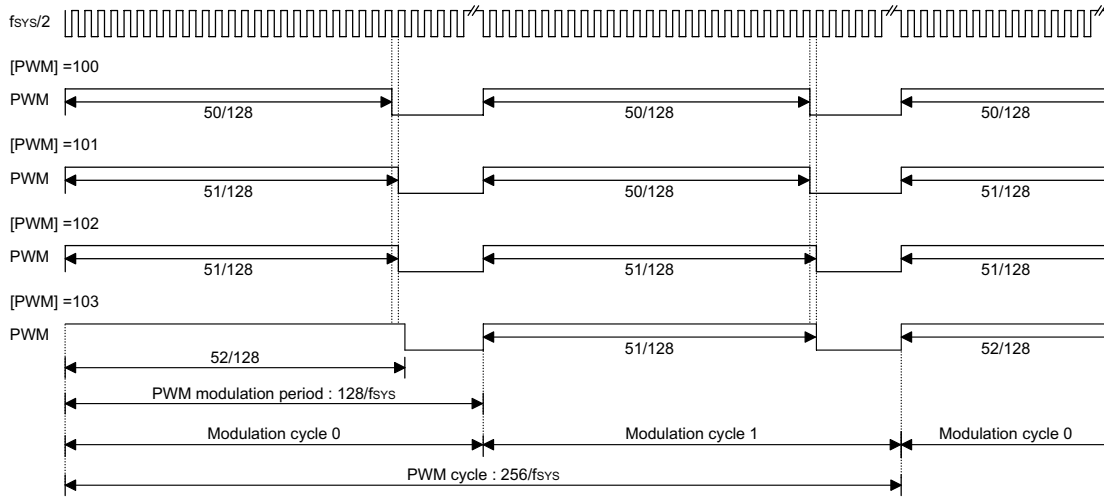 fSYS/2
[PWM] =100
PWM
50/128 50/128 50/128
[PWM] =101
PWM
51/128 50/128 51/128
[PWM] =102
PWM
51/128 51/128 51/128
[PWM] =103
PWM
52/128 51/128 52/128
PWM modulation period : 128/fSYS
Modulation cycle 0 Modulation cycle 1 Modulation cycle 0
PWM cycle : 256/fSYS